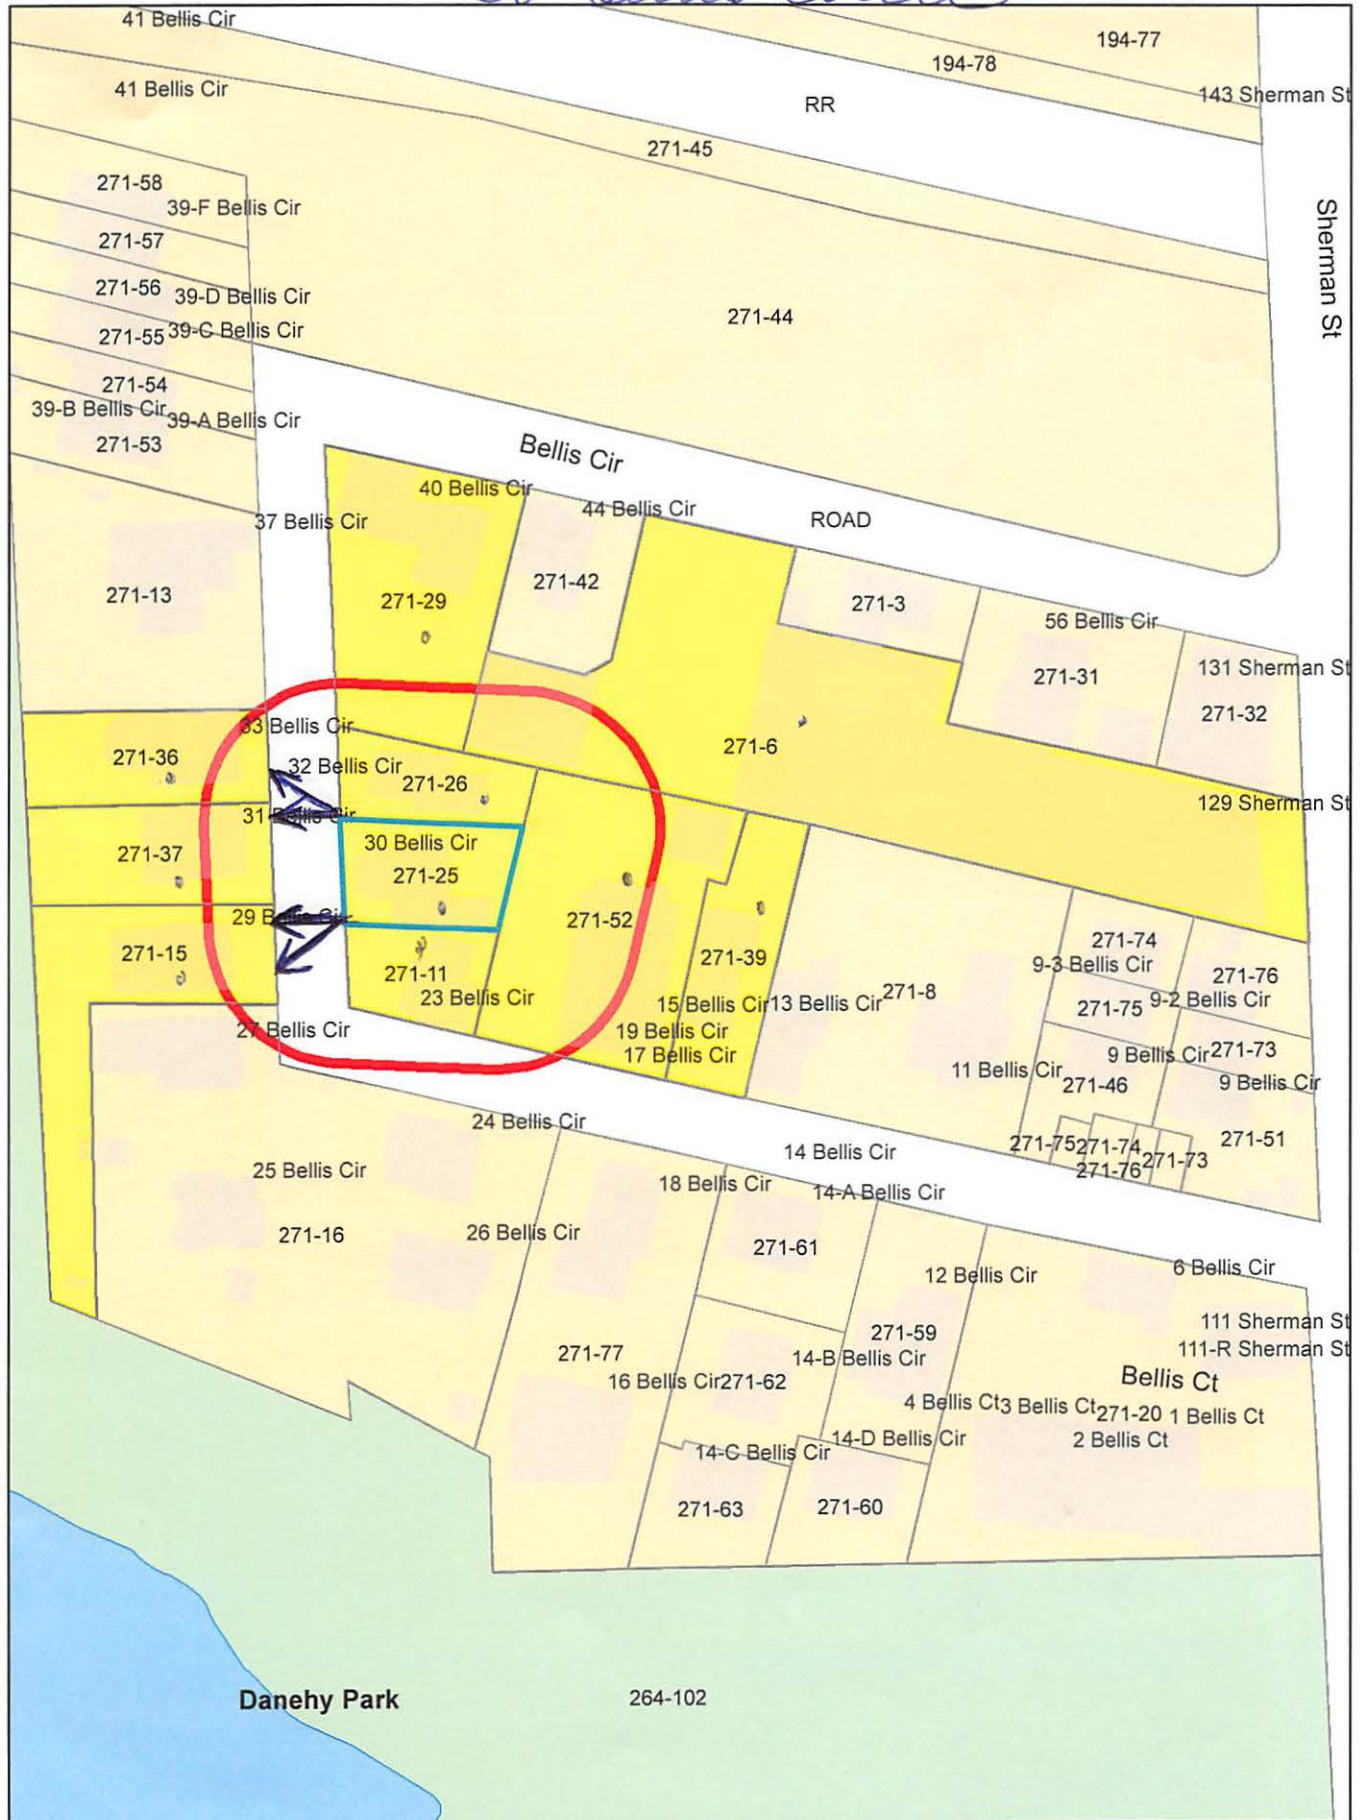 41 Bellis Cir
194-77
194-78
41 Bellis Cir
143 Sherman St
RR
271-45
271-58
39-F Bellis Cir
Sherman St
271-57
271-56
39-D Bellis Cir
271-44
271-55
39-C Bellis Cir
271-54
39-B Bellis Cir
39-A Bellis Cir
271-53
Bellis Cir
40 Bellis Cir
44 Bellis Cir
37 Bellis Cir
ROAD
271-13
271-29
271-42
271-3
56 Bellis Cir
131 Sherman St
271-31
271-32
33 Bellis Cir
271-6
271-36
32 Bellis Cir
271-26
129 Sherman St
31 Bellis Cir
30 Bellis Cir
271-37
271-25
29 Bellis Cir
271-52
271-74
271-15
271-39
9-3 Bellis Cir
271-11
271-76
23 Bellis Cir
15 Bellis Cir
13 Bellis Cir
271-8
271-75
9-2 Bellis Cir
27 Bellis Cir
19 Bellis Cir
17 Bellis Cir
9 Bellis Cir
271-73
11 Bellis Cir
271-46
9 Bellis Cir
24 Bellis Cir
14 Bellis Cir
271-75
271-74
271-51
271-76
271-73
25 Bellis Cir
18 Bellis Cir
14-A Bellis Cir
271-16
26 Bellis Cir
271-61
12 Bellis Cir
6 Bellis Cir
111 Sherman St
271-59
271-77
14-B Bellis Cir
111-R Sherman St
16 Bellis Cir
271-62
Bellis Ct
4 Bellis Ct
3 Bellis Ct
271-20
1 Bellis Ct
14-D Bellis Cir
2 Bellis Ct
14-C Bellis Cir
271-63
271-60
Danehy Park
264-102